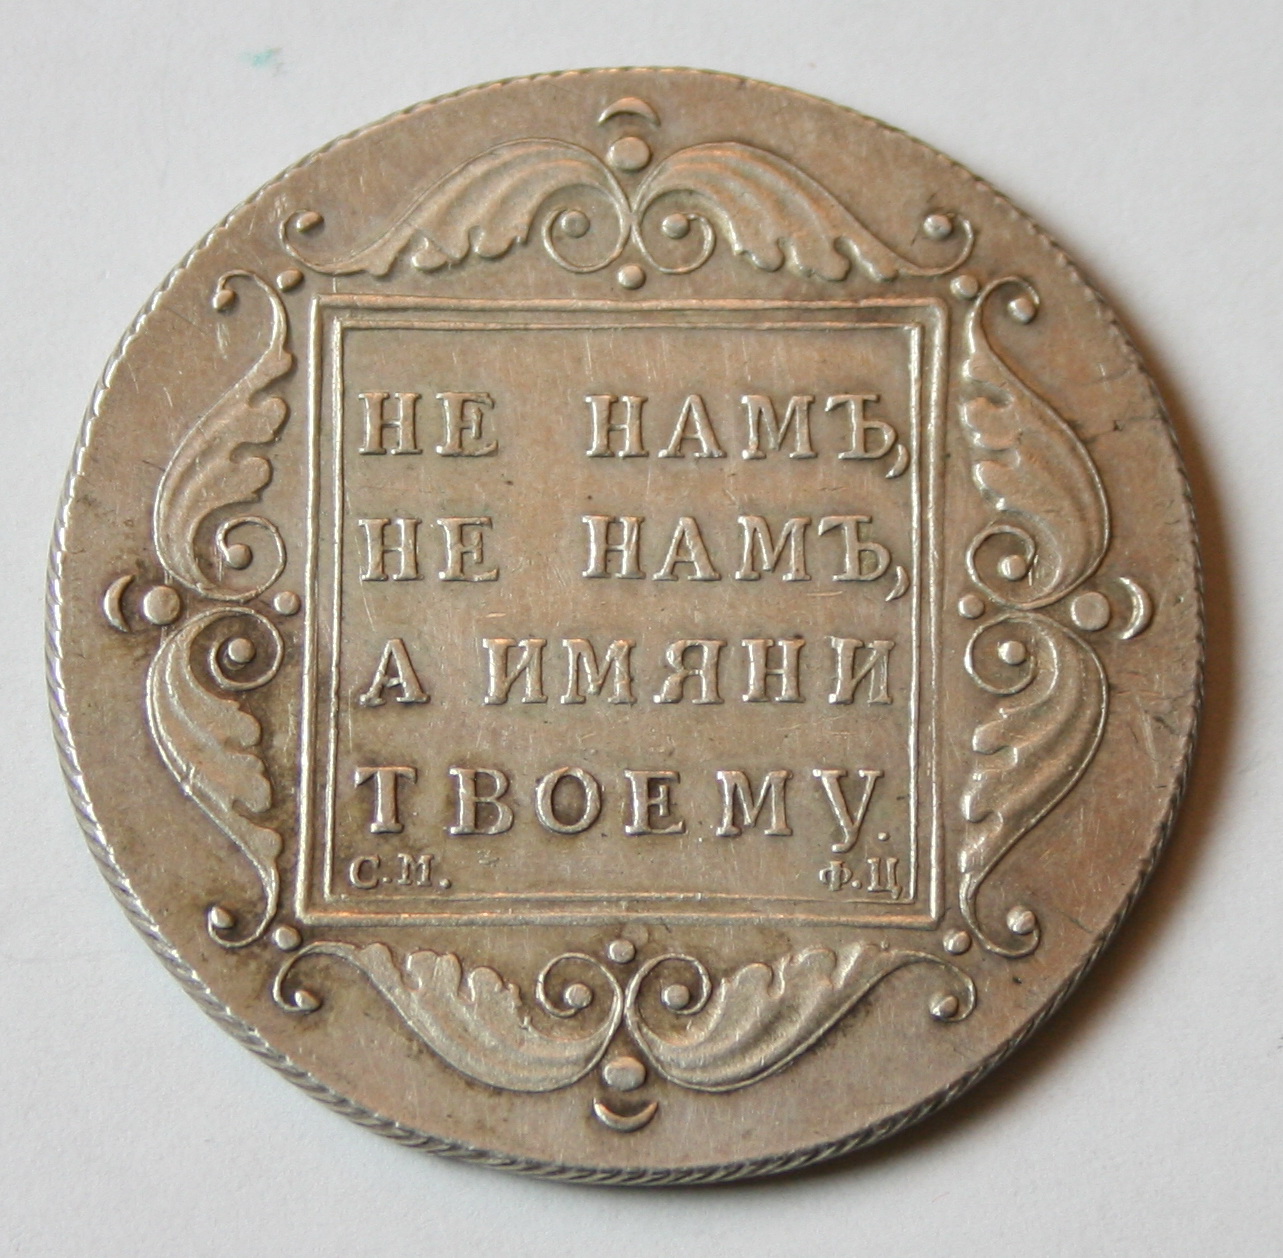 НЕ НАМЪ,
НЕ НАМЪ,
А ИМЯНИ
ТВОЕМУ.
С.М. Ф.Ц